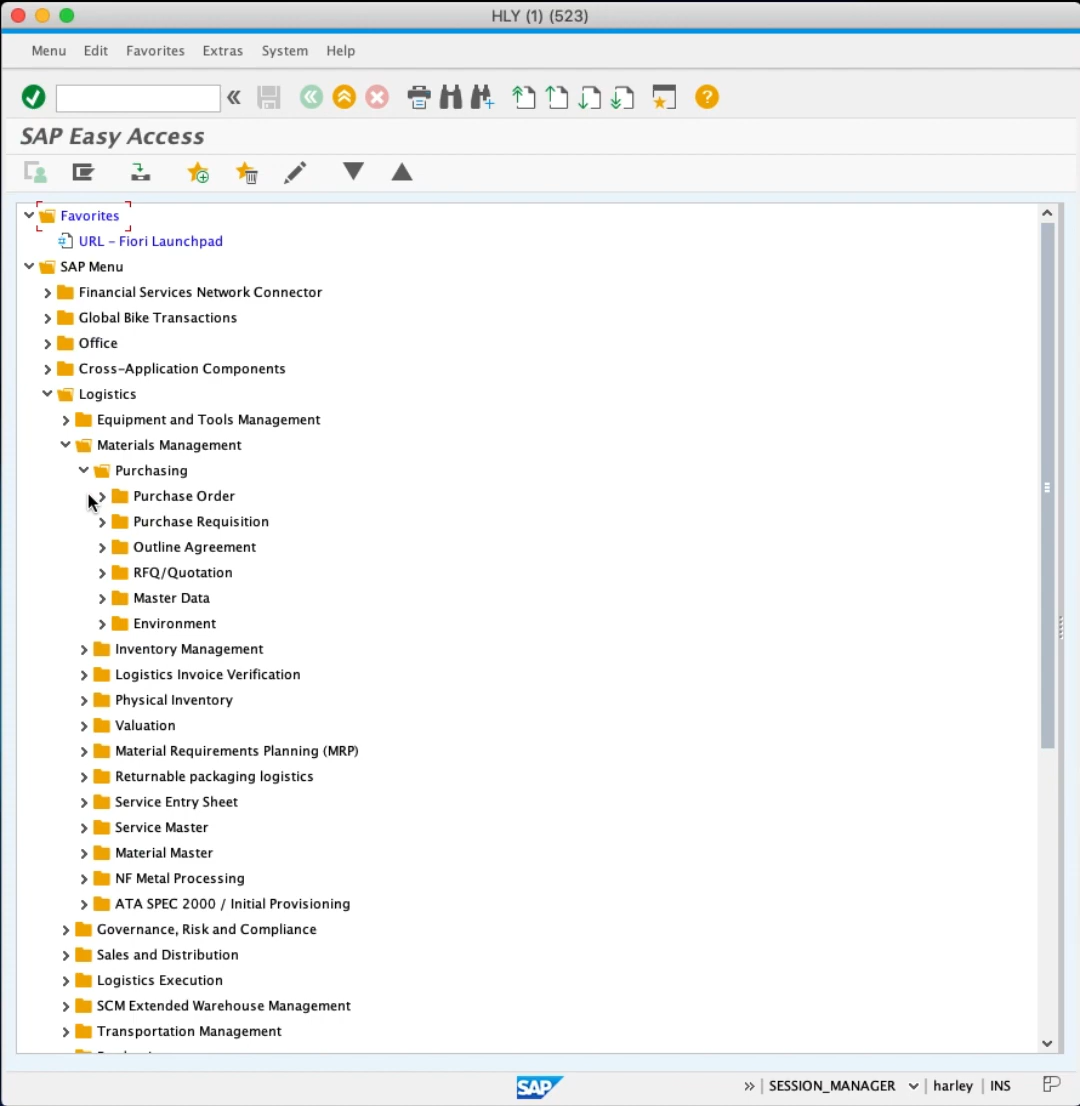 HLY (1) (523)
Menu Edit Favorites Extras System Help
SAP Easy Access
Favorites
URL - Fiori Launchpad
SAP Menu
Financial Services Network Connector
Global Bike Transactions
Office
Cross-Application Components
Logistics
Equipment and Tools Management
Materials Management
Purchasing
Purchase Order
Purchase Requisition
Outline Agreement
RFQ/Quotation
Master Data
Environment
Inventory Management
Logistics Invoice Verification
Physical Inventory
Valuation
Material Requirements Planning (MRP)
Returnable packaging logistics
Service Entry Sheet
Service Master
Material Master
NF Metal Processing
ATA SPEC 2000 / Initial Provisioning
Governance, Risk and Compliance
Sales and Distribution
Logistics Execution
SCM Extended Warehouse Management
Transportation Management
SAP SESSION_MANAGER harley INS